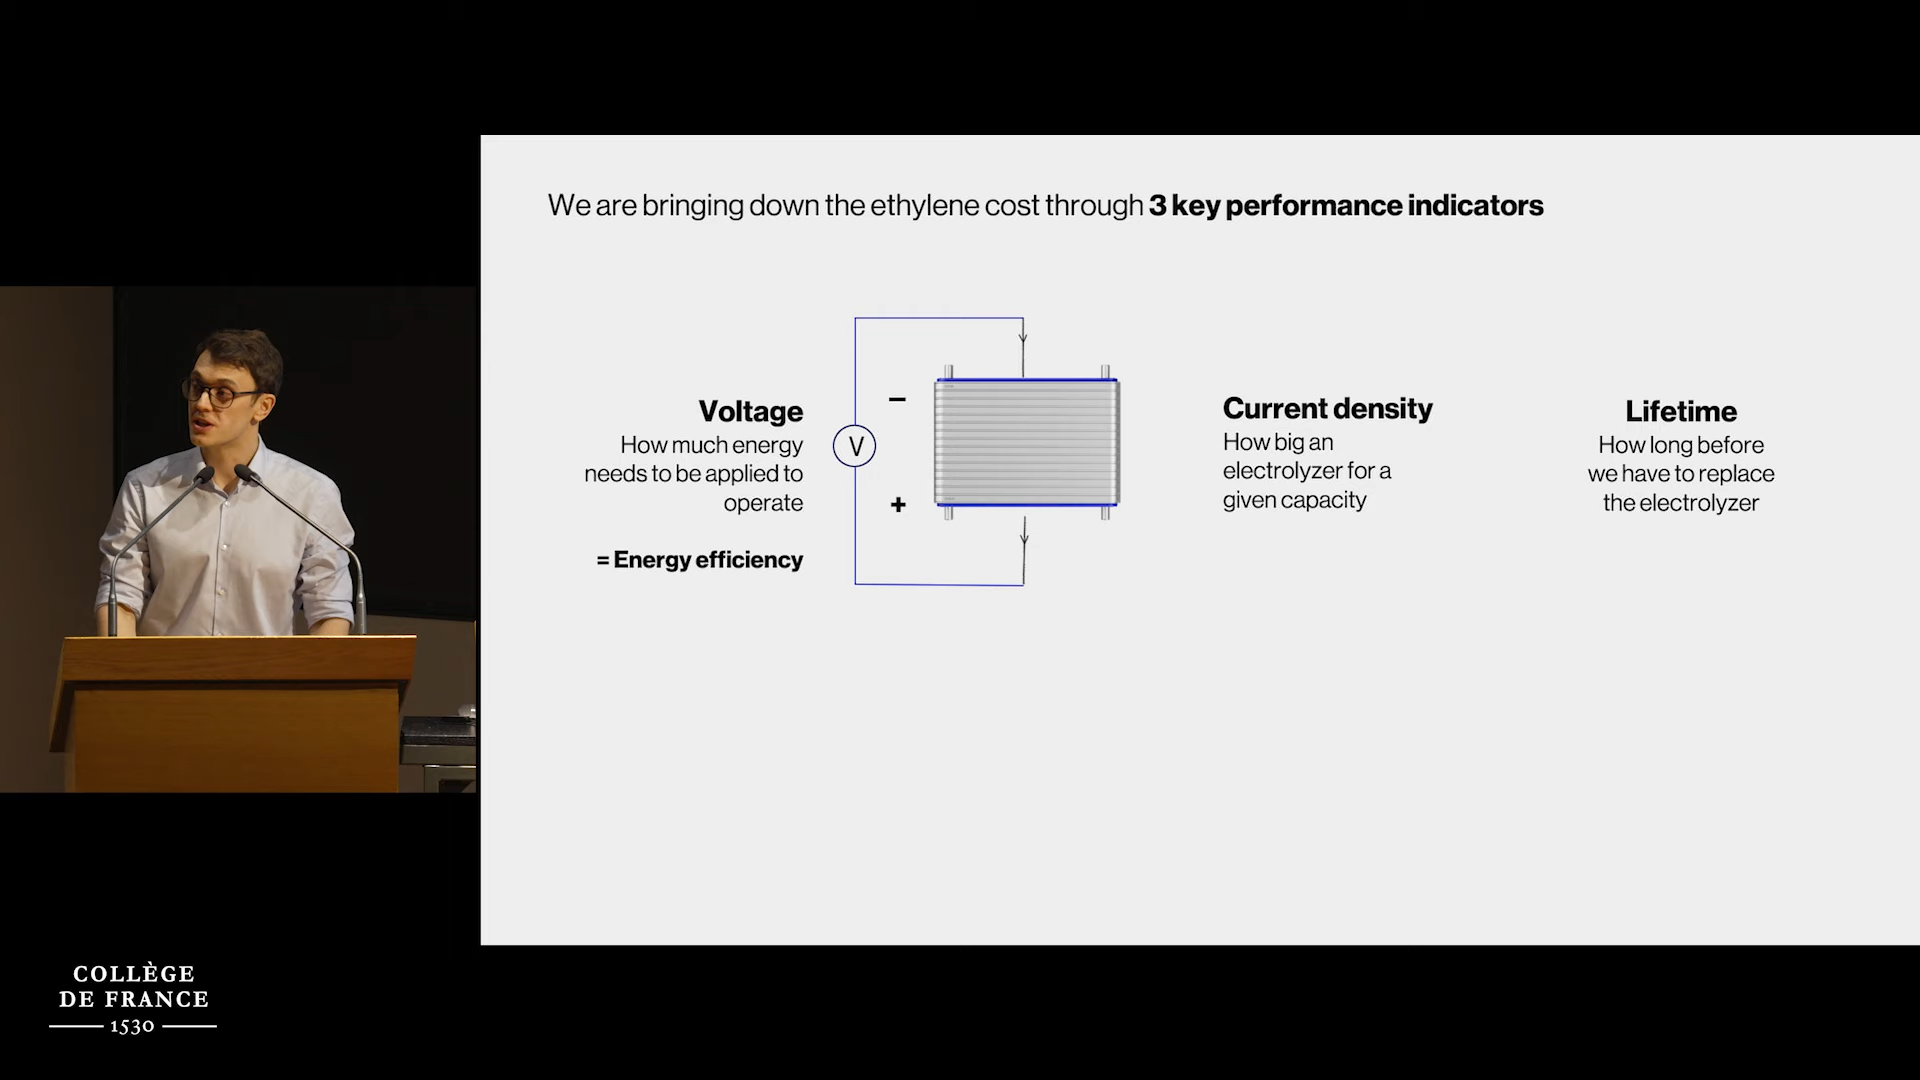 We are bringing down the ethylene cost through 3 key performance indicators
Voltage
How much energy
needs to be applied to
operate
= Energy efficiency
V
–
+
Current density
How big an
electrolyzer for a
given capacity
Lifetime
How long before
we have to replace
the electrolyzer
COLLÈGE
DE FRANCE
1530